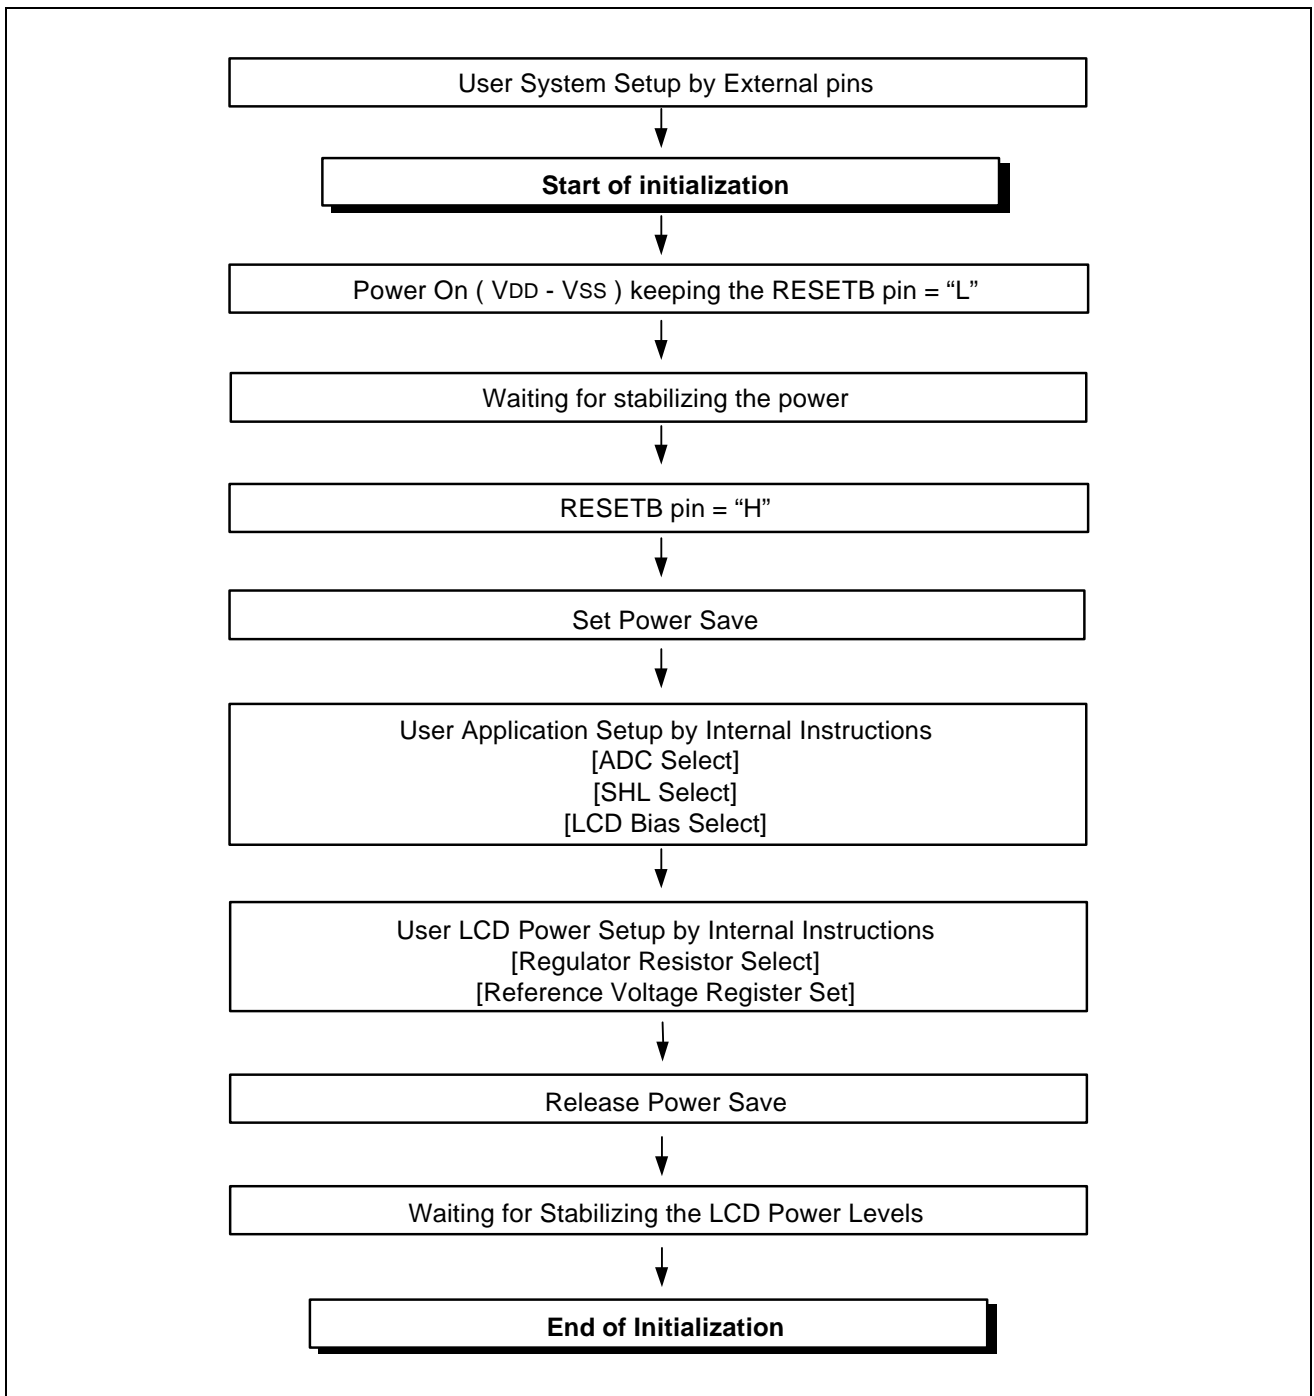 User System Setup by External pins
Start of initialization
Power On ( VDD - VSS ) keeping the RESETB pin = “L”
Waiting for stabilizing the power
RESETB pin = “H”
Set Power Save
User Application Setup by Internal Instructions
[ADC Select]
[SHL Select]
[LCD Bias Select]
User LCD Power Setup by Internal Instructions
[Regulator Resistor Select]
[Reference Voltage Register Set]
Release Power Save
Waiting for Stabilizing the LCD Power Levels
End of Initialization